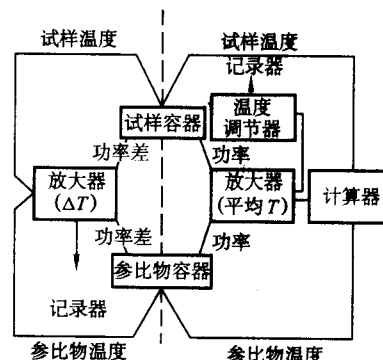 试样温度
试样温度
记录器
试样容器
温度
调节器
功率差
功率
放大器
(ΔT)
放大器
(平均T)
计算器
功率差
功率
参比物容器
记录器
参比物温度
参比物温度